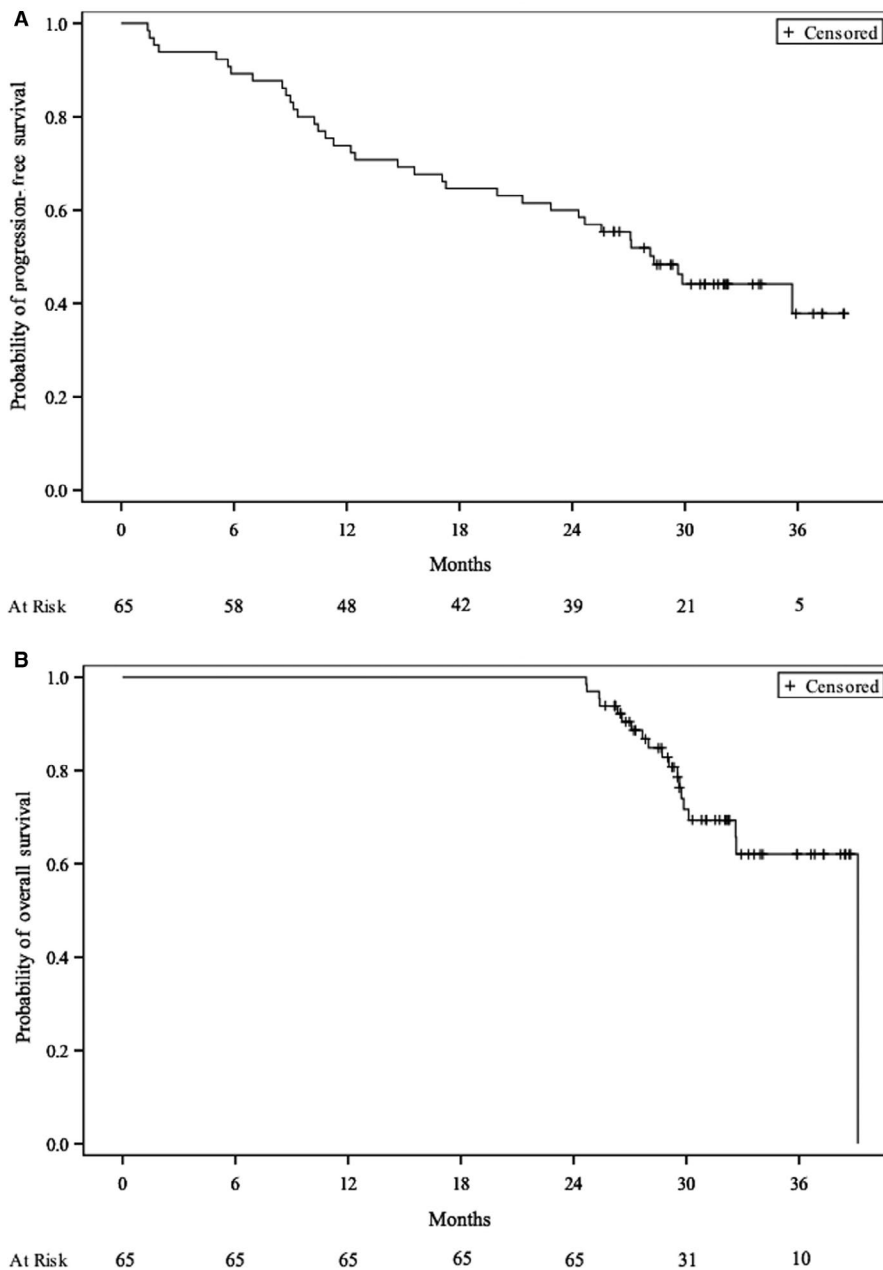 A
1.0
+ Censored
0.8
0.6
0.4
0.2
0.0
Probability of progression-free survival
0 6 12 18 24 30 36
Months
At Risk 65 58 48 42 39 21 5
B
1.0
+ Censored
0.8
0.6
0.4
0.2
0.0
Probability of overall survival
0 6 12 18 24 30 36
Months
At Risk 65 65 65 65 65 31 10